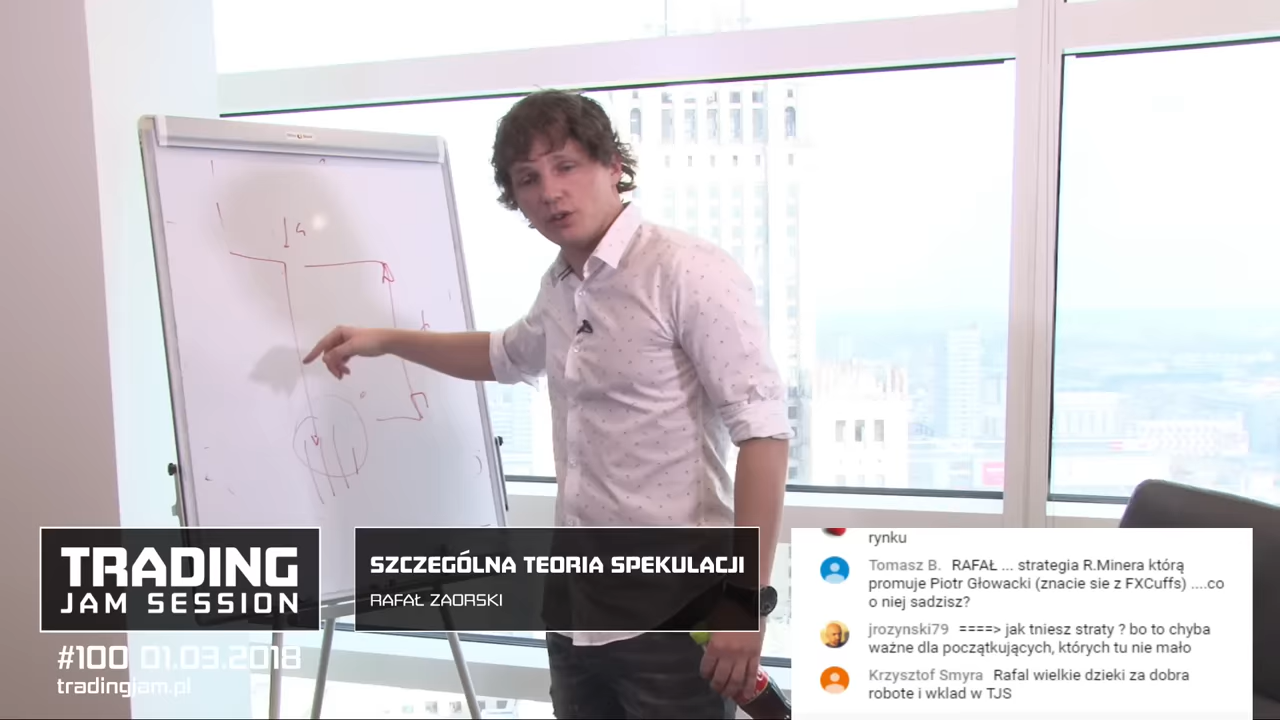 TRADING
JAM SESSION
#100 01.03.2018
tradingjam.pl
SZCZEGÓLNA TEORIA SPEKULACJI
RAFAŁ ZAORSKI
rynku
Tomasz B. RAFAŁ ... strategia R.Minera którą
promuje Piotr Głowacki (znacie sie z FXCuffs) ....co
o niej sadzisz?
jrozynski79 ====> jak tniesz straty ? bo to chyba
ważne dla początkujących, których tu nie mało
Krzysztof Smyra Rafal wielkie dzieki za dobra
robote i wklad w TJS